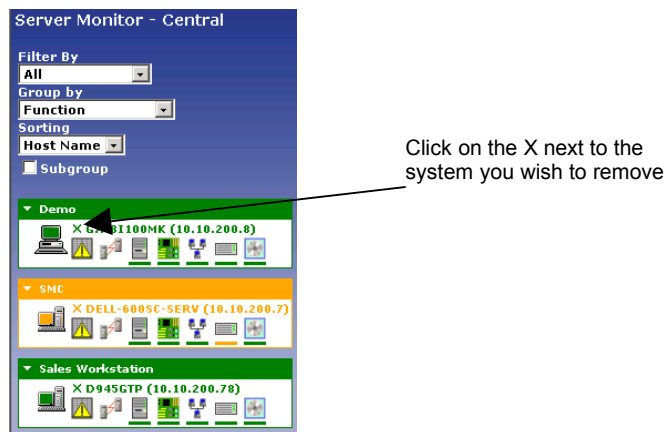 Server Monitor - Central
Filter By
All
Group by
Function
Sorting
Host Name
Subgroup
Click on the X next to the
system you wish to remove
Demo
X (10.10.200.8)
SMC
X DELL-600SC-SERV (10.10.200.7)
Sales Workstation
X D945GTP (10.10.200.78)